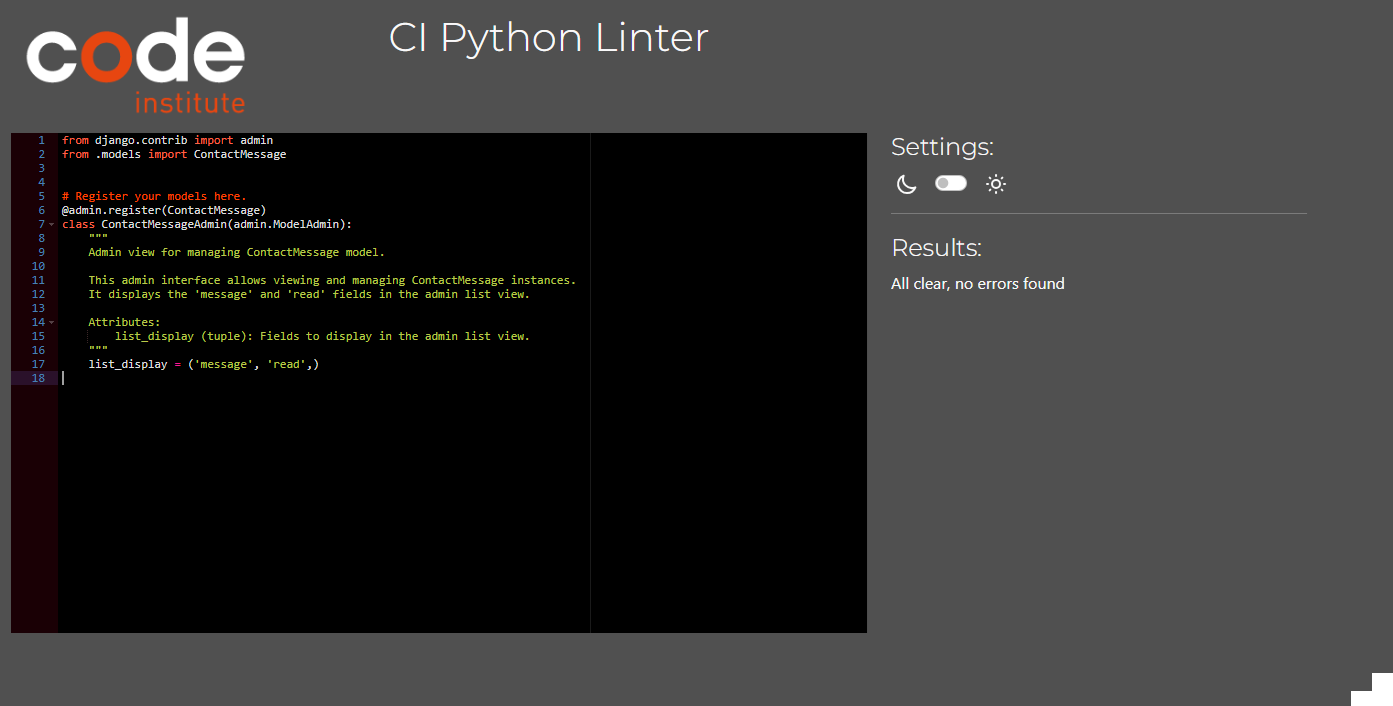 code
institute
CI Python Linter
1 from django.contrib import admin
2 from .models import ContactMessage
3
4
5 # Register your models here.
6 @admin.register(ContactMessage)
7 class ContactMessageAdmin(admin.ModelAdmin):
8     """
9     Admin view for managing ContactMessage model.
10
11     This admin interface allows viewing and managing ContactMessage instances.
12     It displays the 'message' and 'read' fields in the admin list view.
13
14     Attributes:
15         list_display (tuple): Fields to display in the admin list view.
16     """
17     list_display = ('message', 'read',)
18
Settings:
Results:
All clear, no errors found